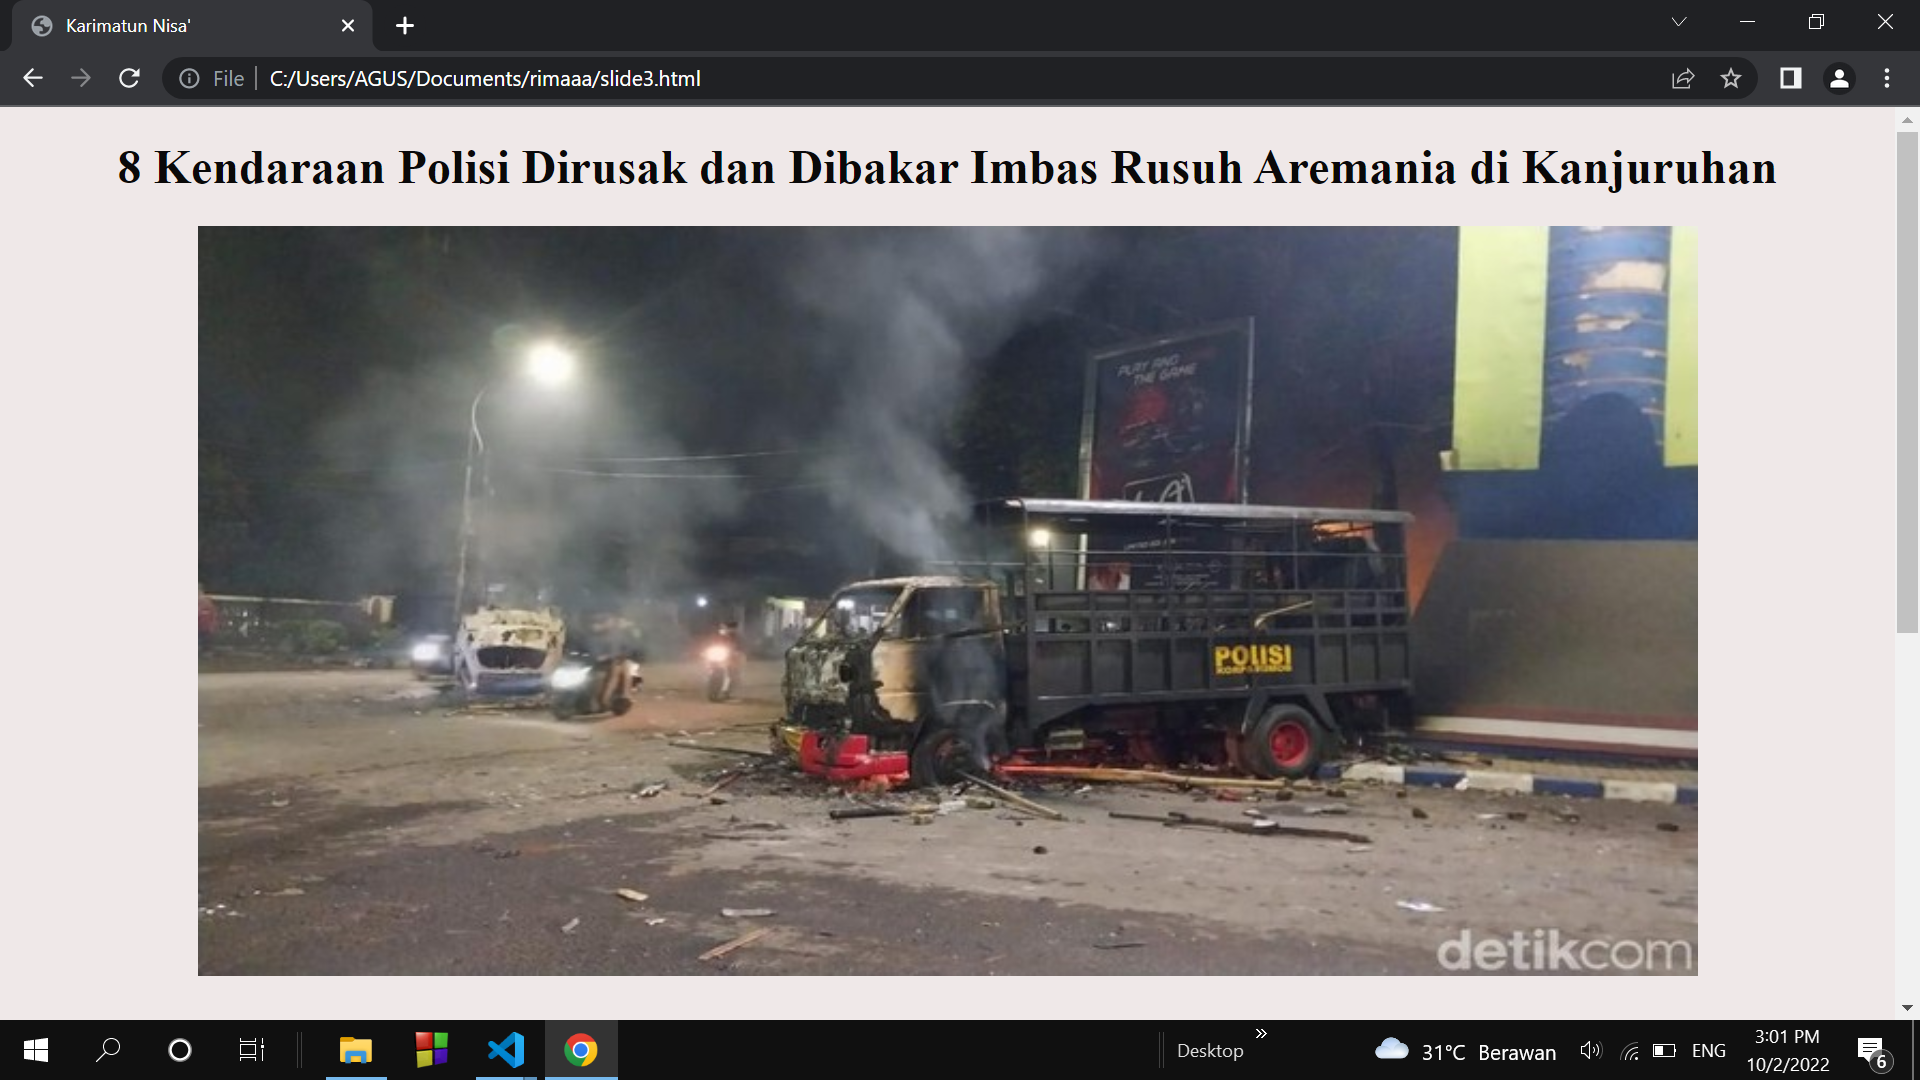 Karimatun Nisa'
File
C:/Users/AGUS/Documents/rimaaa/slide3.html
8 Kendaraan Polisi Dirusak dan Dibakar Imbas Rusuh Aremania di Kanjuruhan
PLAY AND
THE GAME
POLISI
detikcom
Desktop
31°C Berawan
ENG
3:01 PM
10/2/2022
6